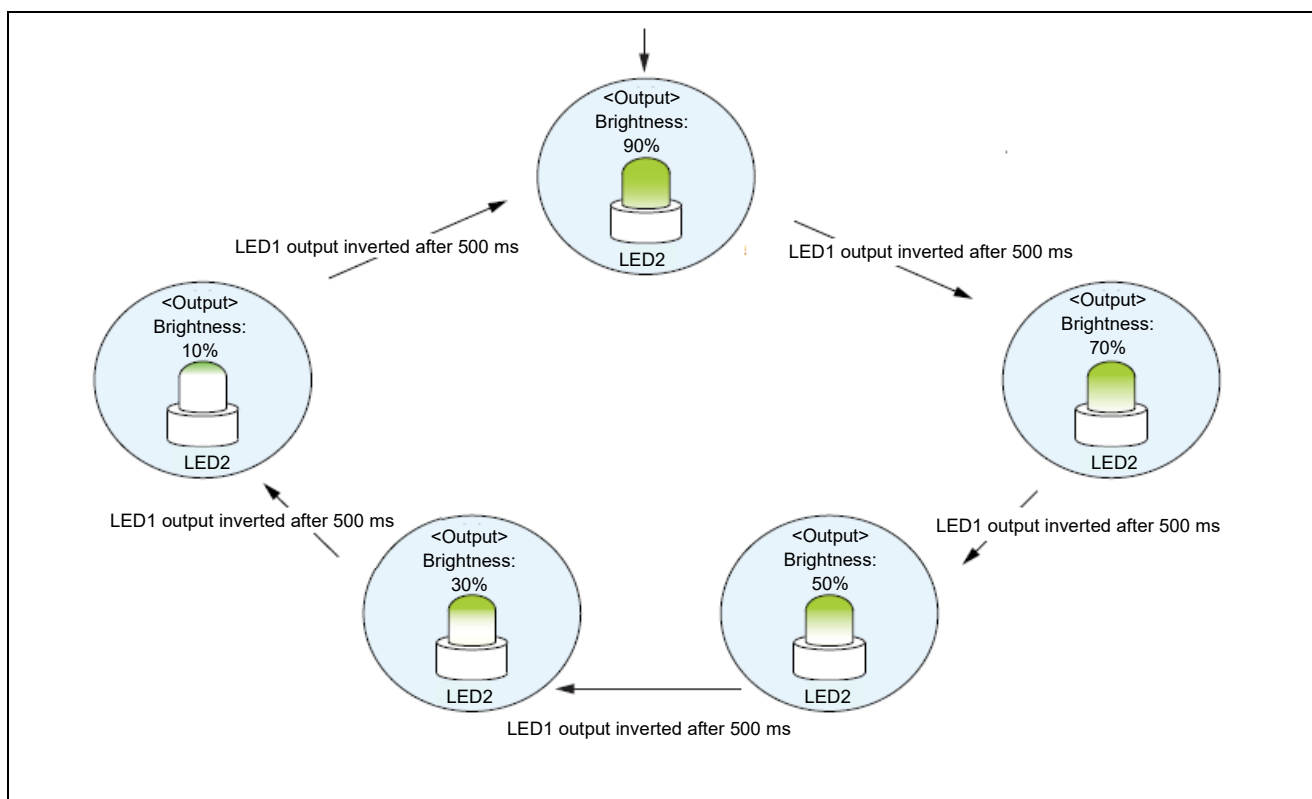 <Output>
Brightness:
90%
LED2
LED1 output inverted after 500 ms
<Output>
Brightness:
70%
LED2
LED1 output inverted after 500 ms
<Output>
Brightness:
50%
LED2
LED1 output inverted after 500 ms
<Output>
Brightness:
30%
LED2
LED1 output inverted after 500 ms
<Output>
Brightness:
10%
LED2
LED1 output inverted after 500 ms